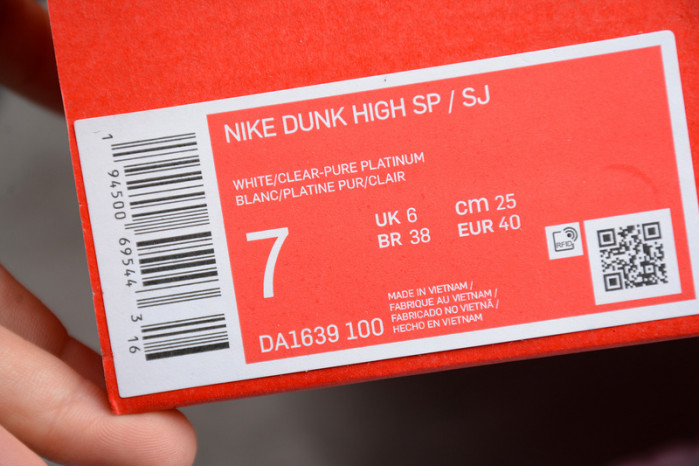 NIKE DUNK HIGH SP / SJ
WHITE/CLEAR-PURE PLATINUM
BLANC/PLATINE PUR/CLAIR
7
UK 6
BR 38
cm 25
EUR 40
RFID
MADE IN VIETNAM /
FABRIQUE AU VIETNAM /
FABRICADO NO VIETNÃ /
HECHO EN VIETNAM
DA1639 100
1 94500 69544 3 16